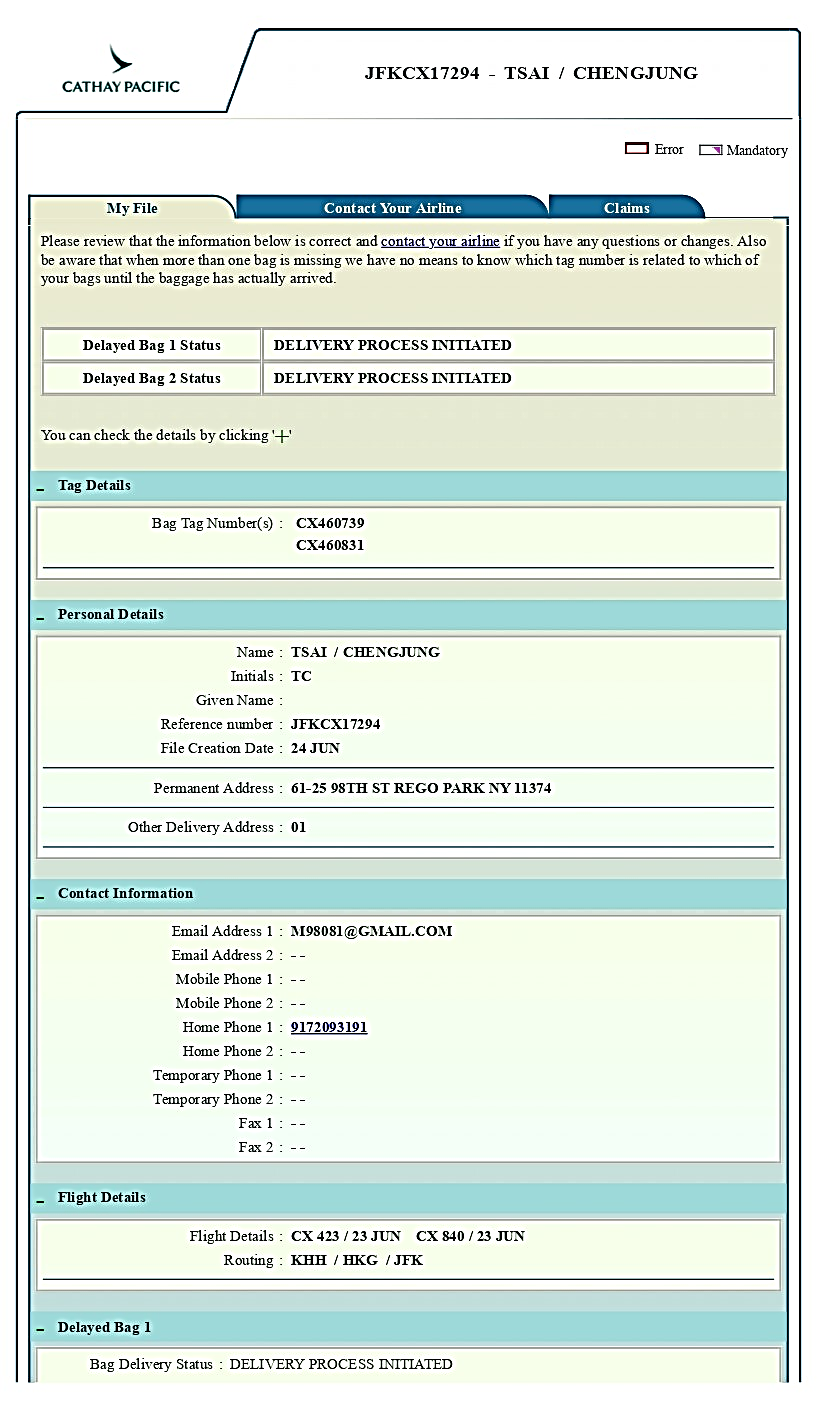 CATHAY PACIFIC
JFKCX17294 - TSAI / CHENGJUNG
Error Mandatory
My File Contact Your Airline Claims
Please review that the information below is correct and contact your airline if you have any questions or changes. Also
be aware that when more than one bag is missing we have no means to know which tag number is related to which of
your bags until the baggage has actually arrived.
Delayed Bag 1 Status DELIVERY PROCESS INITIATED
Delayed Bag 2 Status DELIVERY PROCESS INITIATED
You can check the details by clicking '+'
– Tag Details
Bag Tag Number(s) : CX460739
CX460831
– Personal Details
Name : TSAI / CHENGJUNG
Initials : TC
Given Name :
Reference number : JFKCX17294
File Creation Date : 24 JUN
Permanent Address : 61-25 98TH ST REGO PARK NY 11374
Other Delivery Address : 01
– Contact Information
Email Address 1 : M98081@GMAIL.COM
Email Address 2 : - -
Mobile Phone 1 : - -
Mobile Phone 2 : - -
Home Phone 1 : 9172093191
Home Phone 2 : - -
Temporary Phone 1 : - -
Temporary Phone 2 : - -
Fax 1 : - -
Fax 2 : - -
– Flight Details
Flight Details : CX 423 / 23 JUN CX 840 / 23 JUN
Routing : KHH / HKG / JFK
– Delayed Bag 1
Bag Delivery Status : DELIVERY PROCESS INITIATED